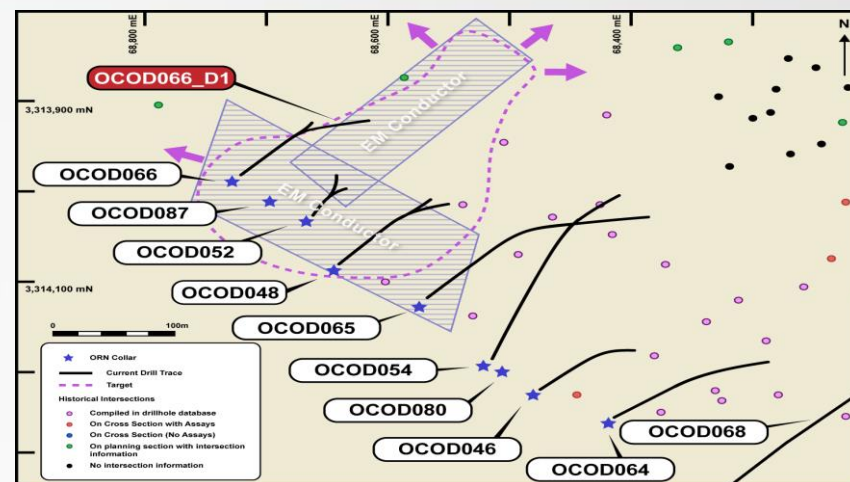 68,800 mE
68,600 mE
68,400 mE
N
OCOD066_D1
3,313,900 mN
EM Conductor
OCOD066
EM Conductor
OCOD087
OCOD052
OCOD048
3,314,100 mN
OCOD065
0 100m
OCOD054
OCOD080
OCOD046
OCOD068
OCOD064
ORN Collar
Current Drill Trace
Target
Historical Intersections
Compiled in drillhole database
On Cross Section with Assays
On Cross Section (No Assays)
On planning section with intersection
information
No intersection information